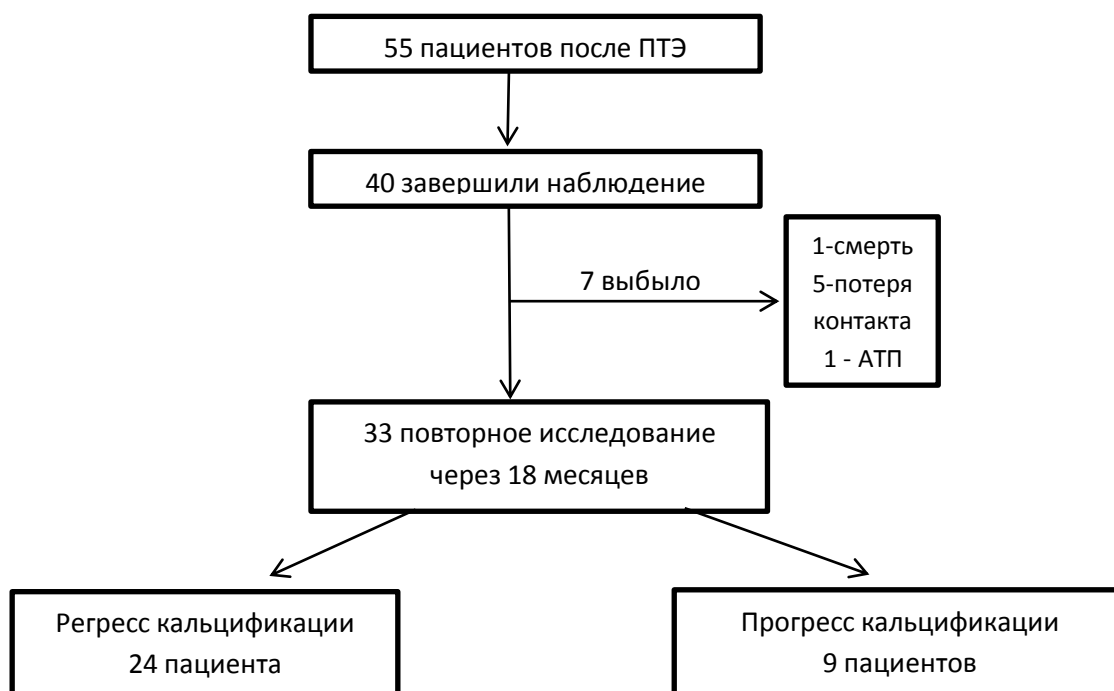 55 пациентов после ПТЭ
40 завершили наблюдение
7 выбыло
1-смерть
5-потеря
контакта
1 - АТП
33 повторное исследование
через 18 месяцев
Регресс кальцификации
24 пациента
Прогресс кальцификации
9 пациентов